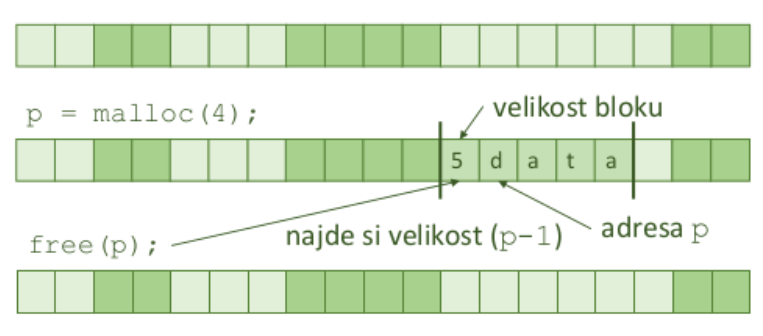 p = malloc(4);
velikost bloku
5 d a t a
free(p);
najde si velikost (p-1)
adresa p